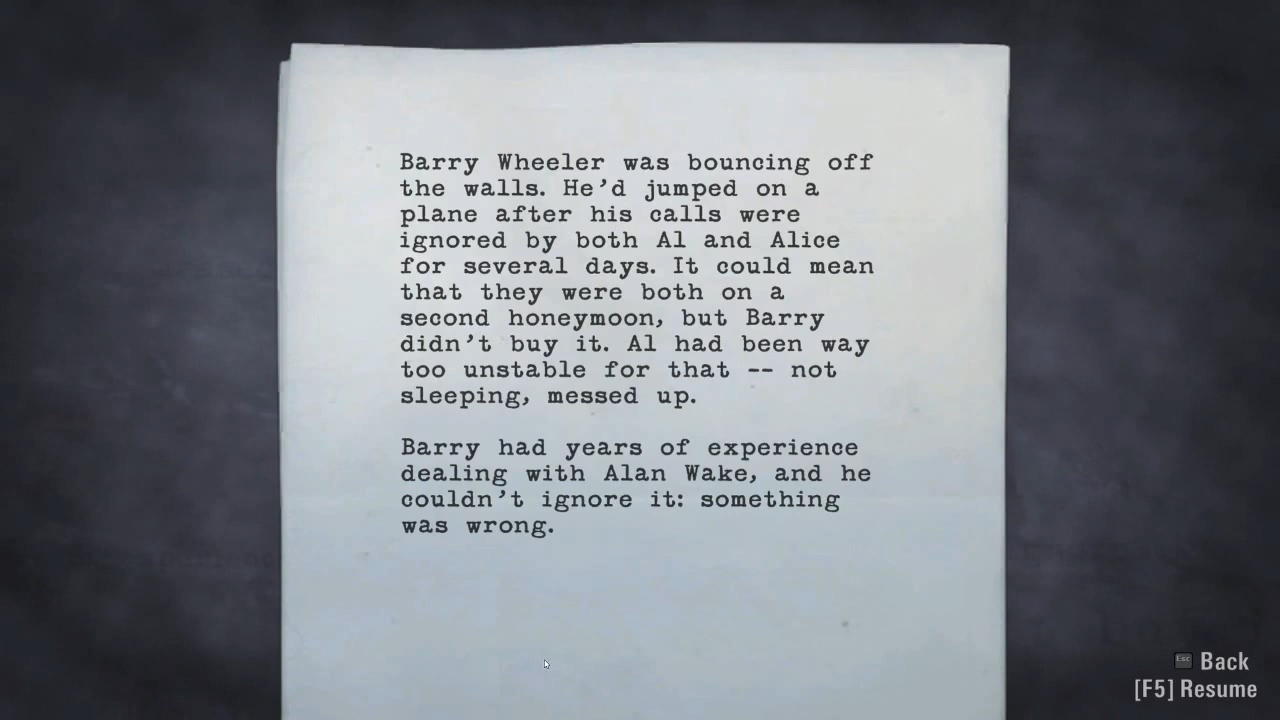 Barry Wheeler was bouncing off
the walls. He’d jumped on a
plane after his calls were
ignored by both Al and Alice
for several days. It could mean
that they were both on a
second honeymoon, but Barry
didn’t buy it. Al had been way
too unstable for that -- not
sleeping, messed up.
Barry had years of experience
dealing with Alan Wake, and he
couldn’t ignore it: something
was wrong.
Esc Back
[F5] Resume